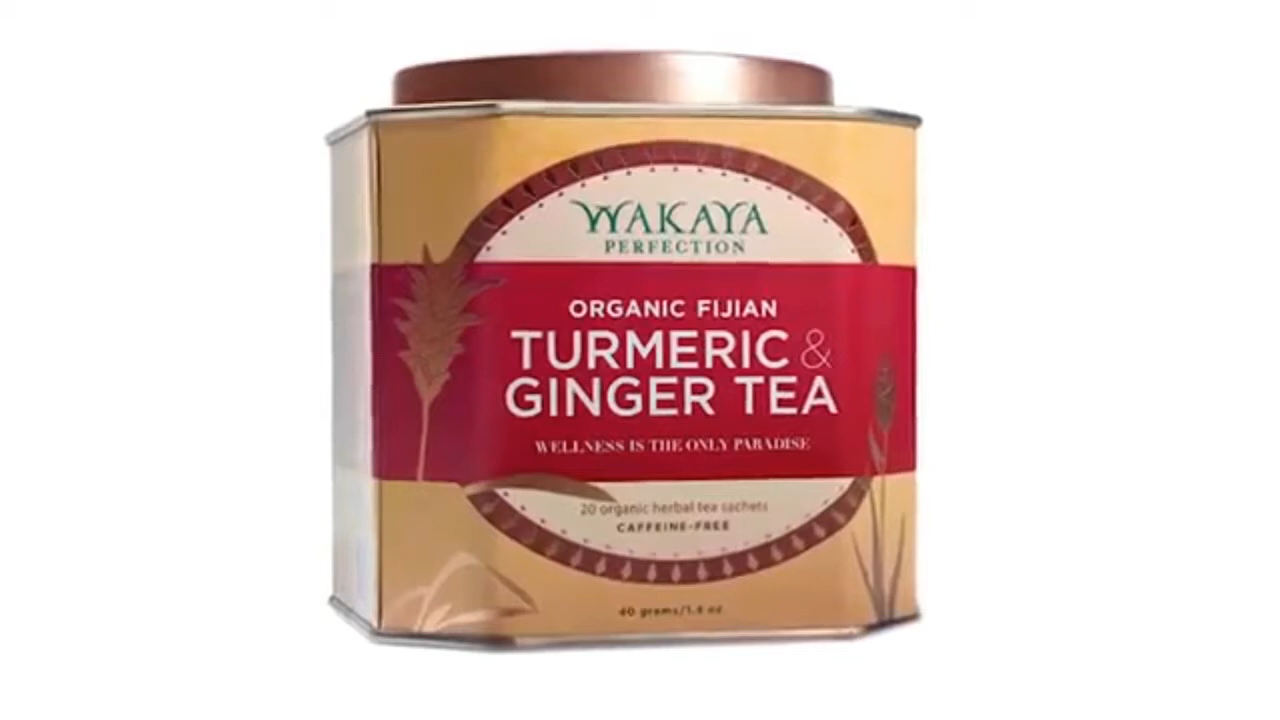 WAKAYA
PERFECTION
ORGANIC FIJIAN
TURMERIC &
GINGER TEA
WELLNESS IS THE ONLY PARADISE
20 organic herbal tea sachets
CAFFEINE-FREE
40 grams/1.4 oz